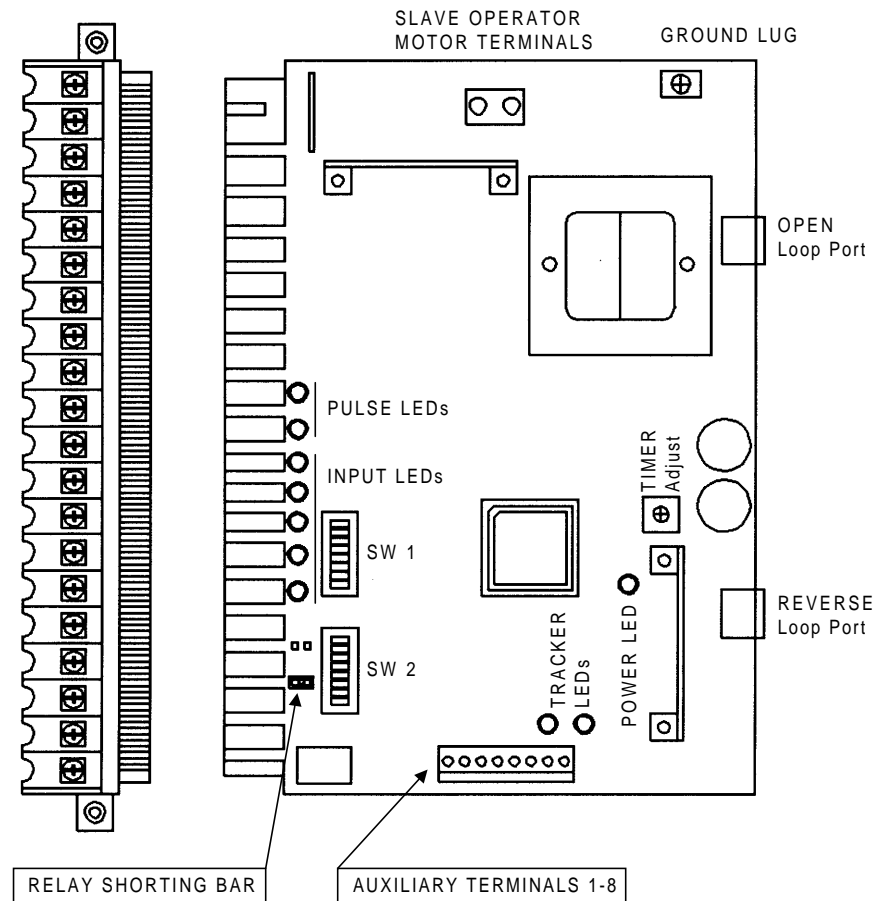 SLAVE OPERATOR
MOTOR TERMINALS
GROUND LUG
OPEN
Loop Port
PULSE LEDs
INPUT LEDs
TIMER
Adjust
SW 1
REVERSE
Loop Port
SW 2
TRACKER
LEDs
POWER LED
RELAY SHORTING BAR
AUXILIARY TERMINALS 1-8